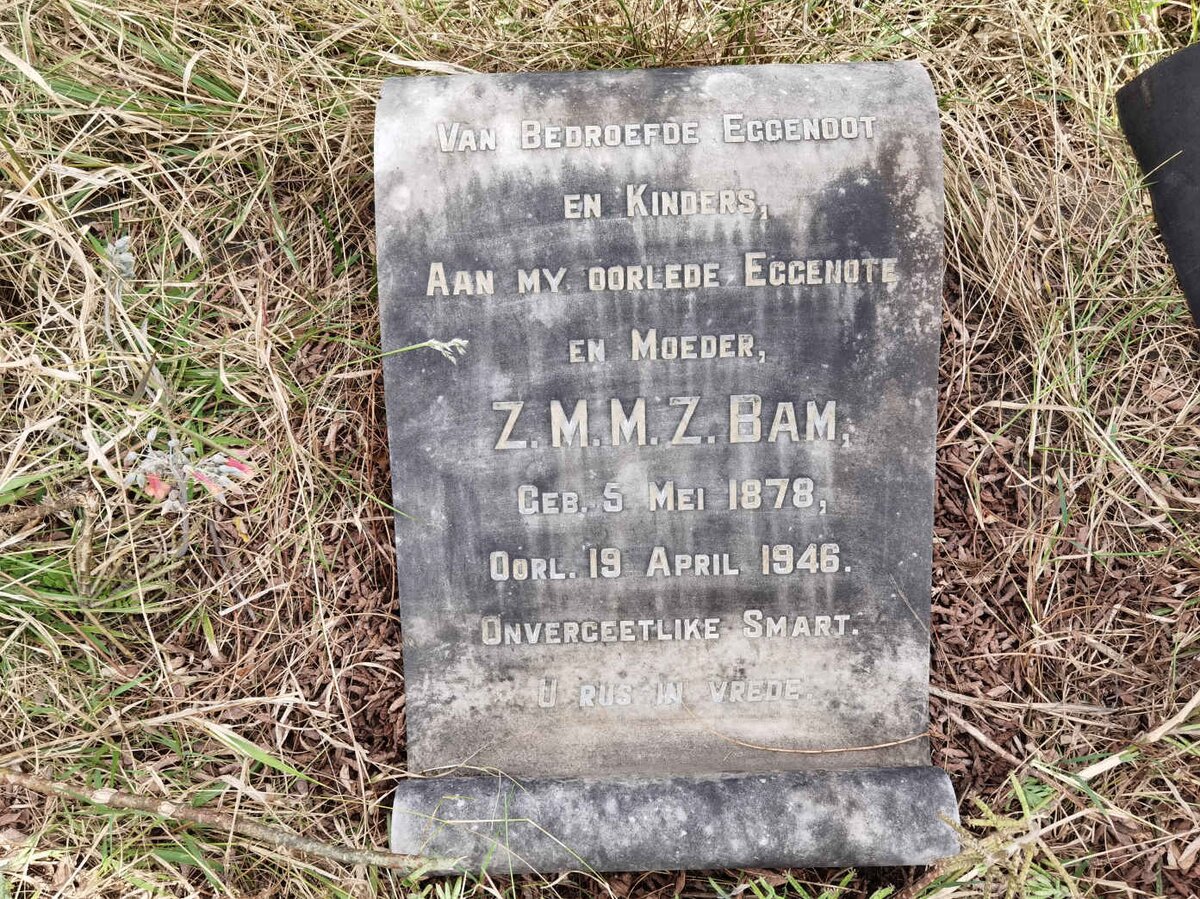 Van Bedroefde Eggenoot
en Kinders,
Aan my oorlede Eggenote
en Moeder,
Z.M.M.Z. Bam,
Geb. 5 Mei 1878,
Oorl. 19 April 1946.
Onvergeetlike Smart.
U rus in vrede.